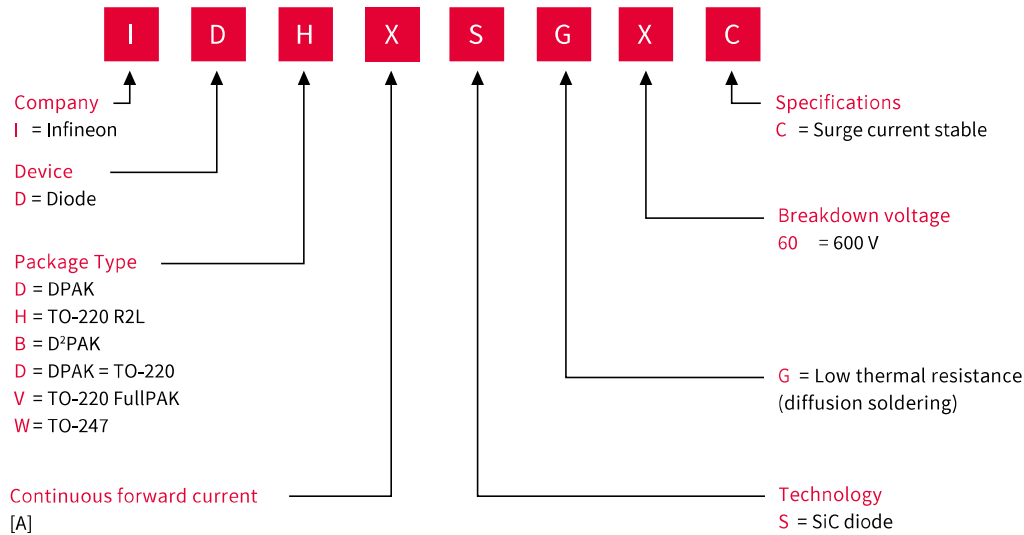 I D H X S G X C
Company
I = Infineon
Device
D = Diode
Package Type
D = DPAK
H = TO-220 R2L
B = D²PAK
D = DPAK = TO-220
V = TO-220 FullPAK
W = TO-247
Continuous forward current
[A]
Specifications
C = Surge current stable
Breakdown voltage
60 = 600 V
G = Low thermal resistance
(diffusion soldering)
Technology
S = SiC diode